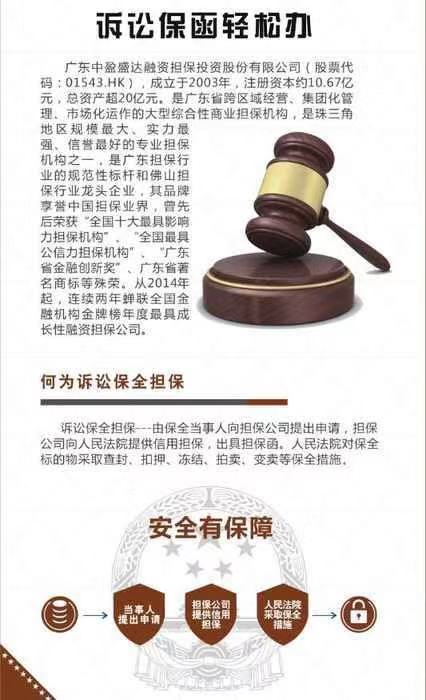 诉讼保函轻松办
广东中盈盛达融资担保投资股份有限公司（股票代
码：01543.HK），成立于2003年，注册资本约10.67亿
元，总资产超20亿元。是广东省跨区域经营、集团化管
理、市场化运作的大型综合性商业担保机构，是珠三角
地区规模最大、实力最
强、信誉最好的专业担保
机构之一，是广东担保行
业的规范性标杆和佛山担
保行业龙头企业，其品牌
享誉中国担保业界，曾先
后荣获“全国十大最具影响
力担保机构”、“全国最具
公信力担保机构”、“广东
省金融创新奖”、广东省著
名商标等殊荣。从2014年
起，连续两年蝉联全国金
融机构金牌榜年度最具成
长性融资担保公司。
何为诉讼保全担保
诉讼保全担保---由保全当事人向担保公司提出申请，担保
公司向人民法院提供信用担保，出具担保函。人民法院对保全
标的物采取查封、扣押、冻结、拍卖、变卖等保全措施。
安全有保障
当事人
提出申请
担保公司
提供信用
担保
人民法院
采取保全
措施